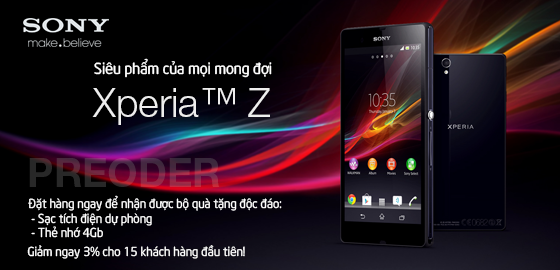 SONY
make.believe
Siêu phẩm của mọi mong đợi
Xperia™ Z
PREODER
Đặt hàng ngay để nhận được bộ quà tặng độc đáo:
- Sạc tích điện dự phòng
- Thẻ nhớ 4Gb
Giảm ngay 3% cho 15 khách hàng đầu tiên!
SONY
10:35
XPERIA